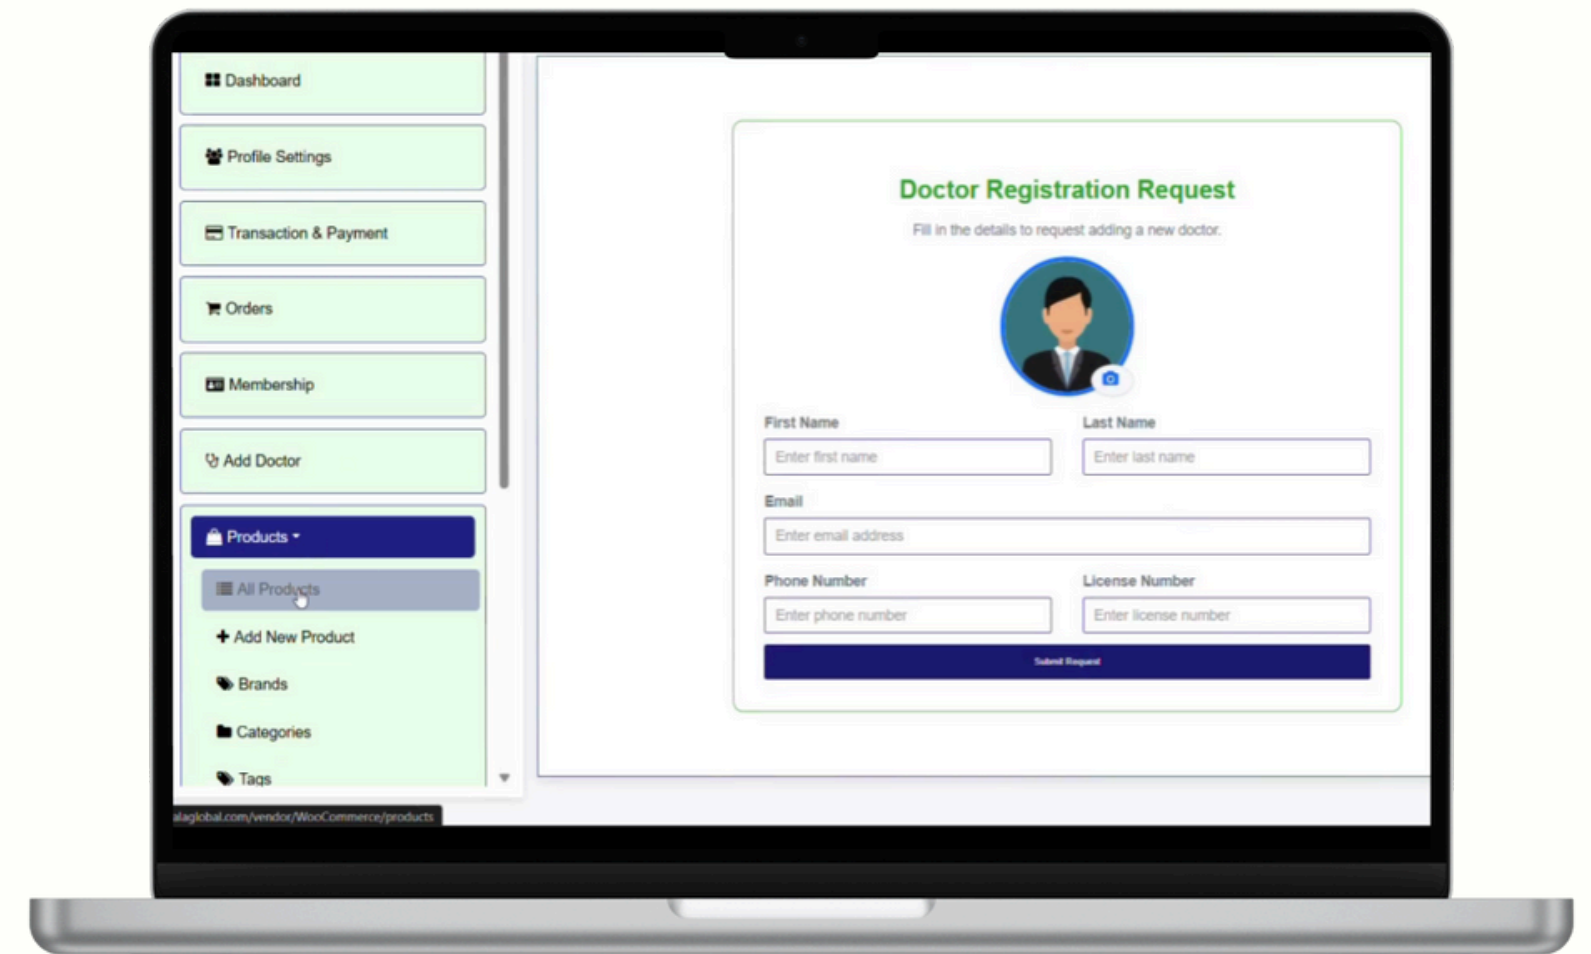 Dashboard
Profile Settings
Transaction & Payment
Orders
Membership
Add Doctor
Products
All Products
Add New Product
Brands
Categories
Tags
alaglobal.com/vendor/WooCommerce/products
Doctor Registration Request
Fill in the details to request adding a new doctor.
First Name
Last Name
Enter first name
Enter last name
Email
Enter email address
Phone Number
License Number
Enter phone number
Enter license number
Submit Request